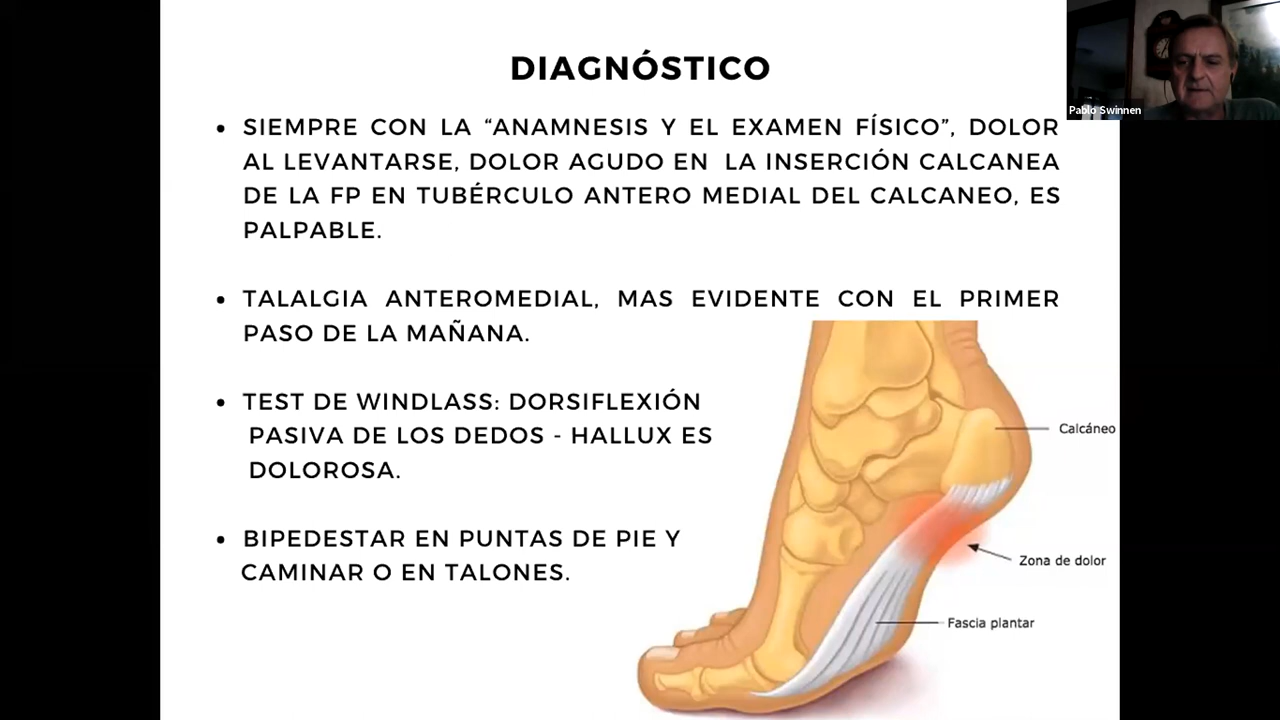 DIAGNÓSTICO
Pablo Swinnen
• SIEMPRE CON LA “ANAMNESIS Y EL EXAMEN FÍSICO”, DOLOR
AL LEVANTARSE, DOLOR AGUDO EN LA INSERCIÓN CALCANEA
DE LA FP EN TUBÉRCULO ANTERO MEDIAL DEL CALCANEO, ES
PALPABLE.
• TALALGIA ANTEROMEDIAL, MAS EVIDENTE CON EL PRIMER
PASO DE LA MAÑANA.
• TEST DE WINDLASS: DORSIFLEXIÓN
PASIVA DE LOS DEDOS - HALLUX ES
DOLOROSA.
• BIPEDESTAR EN PUNTAS DE PIE Y
CAMINAR O EN TALONES.
Calcáneo
Zona de dolor
Fascia plantar